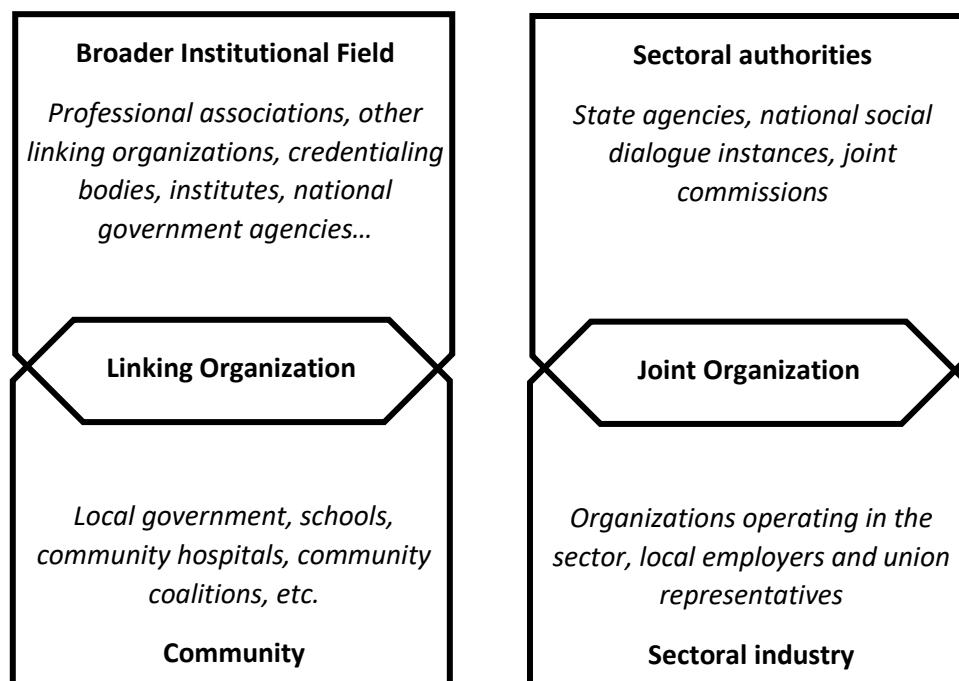 Broader Institutional Field
Professional associations, other
linking organizations, credentialing
bodies, institutes, national
government agencies…
Linking Organization
Local government, schools,
community hospitals, community
coalitions, etc.
Community
Sectoral authorities
State agencies, national social
dialogue instances, joint
commissions
Joint Organization
Organizations operating in the
sector, local employers and union
representatives
Sectoral industry